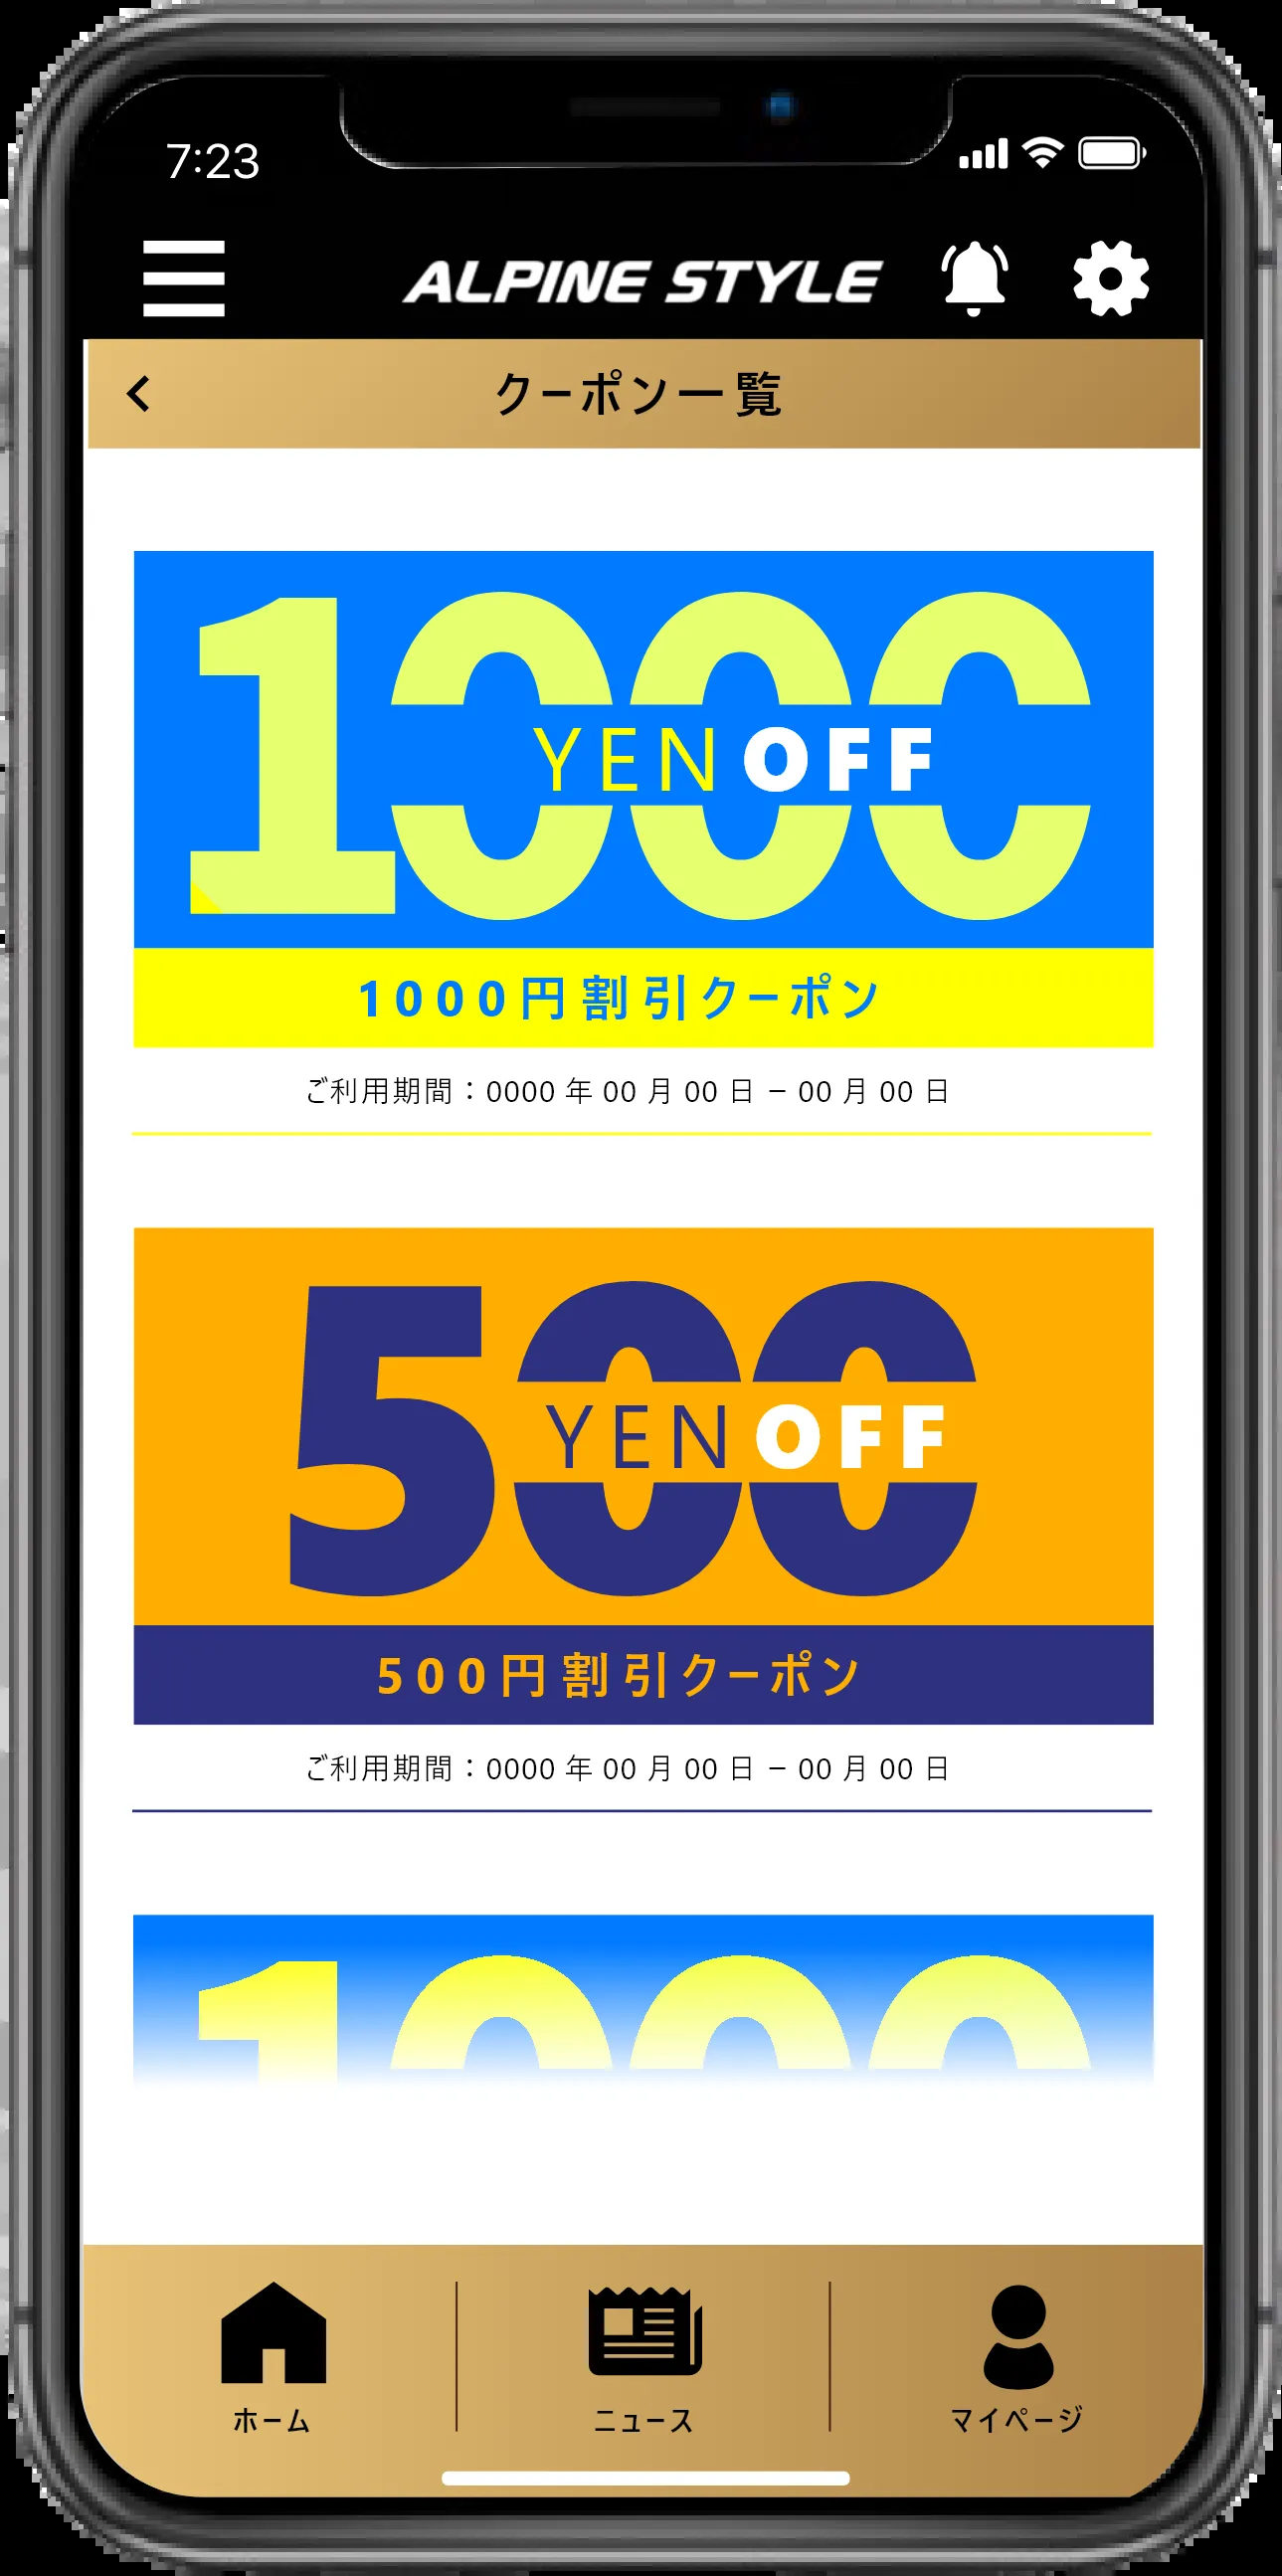 7:23
ALPINE STYLE
クーポン一覧
1000
YEN OFF
1000円割引クーポン
ご利用期間：0000 年 00 月 00 日 − 00 月 00 日
500
YEN OFF
500円割引クーポン
ご利用期間：0000 年 00 月 00 日 − 00 月 00 日
1000
ホーム
ニュース
マイページ